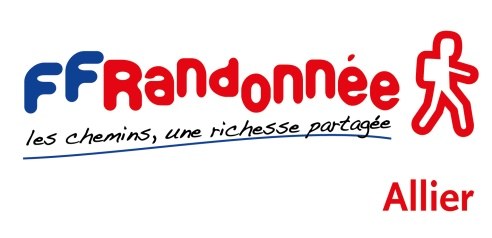 FFRandonnée
les chemins, une richesse partagée
Allier